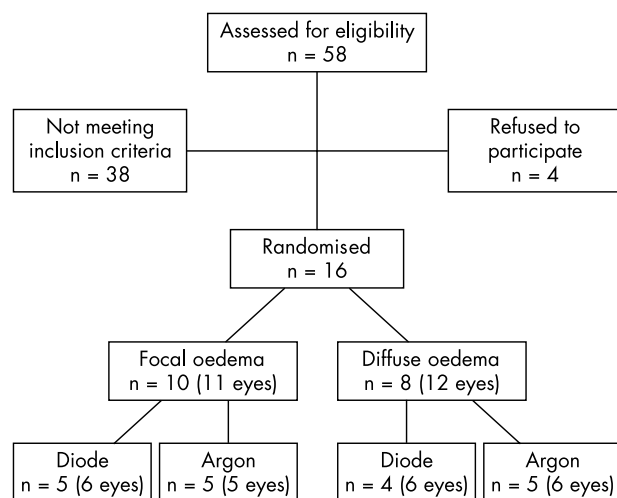 Assessed for eligibility
n = 58
Not meeting
inclusion criteria
n = 38
Refused to
participate
n = 4
Randomised
n = 16
Focal oedema
n = 10 (11 eyes)
Diffuse oedema
n = 8 (12 eyes)
Diode
n = 5 (6 eyes)
Argon
n = 5 (5 eyes)
Diode
n = 4 (6 eyes)
Argon
n = 5 (6 eyes)